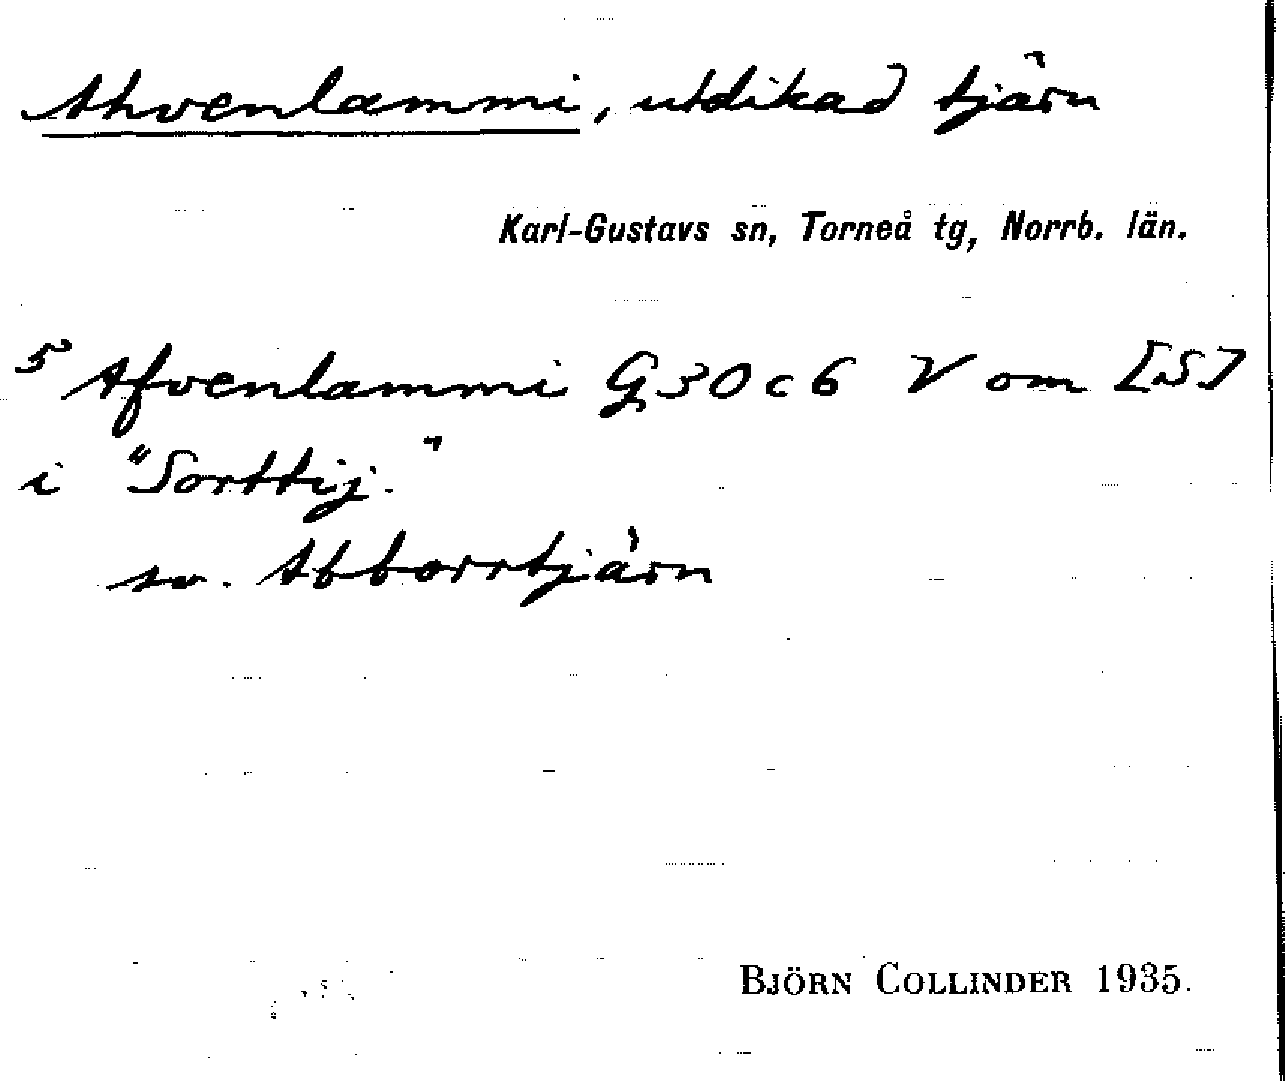 Ahvenlammi, utdikad tjärn
Karl-Gustavs sn, Torneå tg, Norrb. län.
5 Afvenlammi G 30 c 6 V om [S]
i "Sorttij."
sv. Abborrtjärn
BJÖRN COLLINDER 1935.